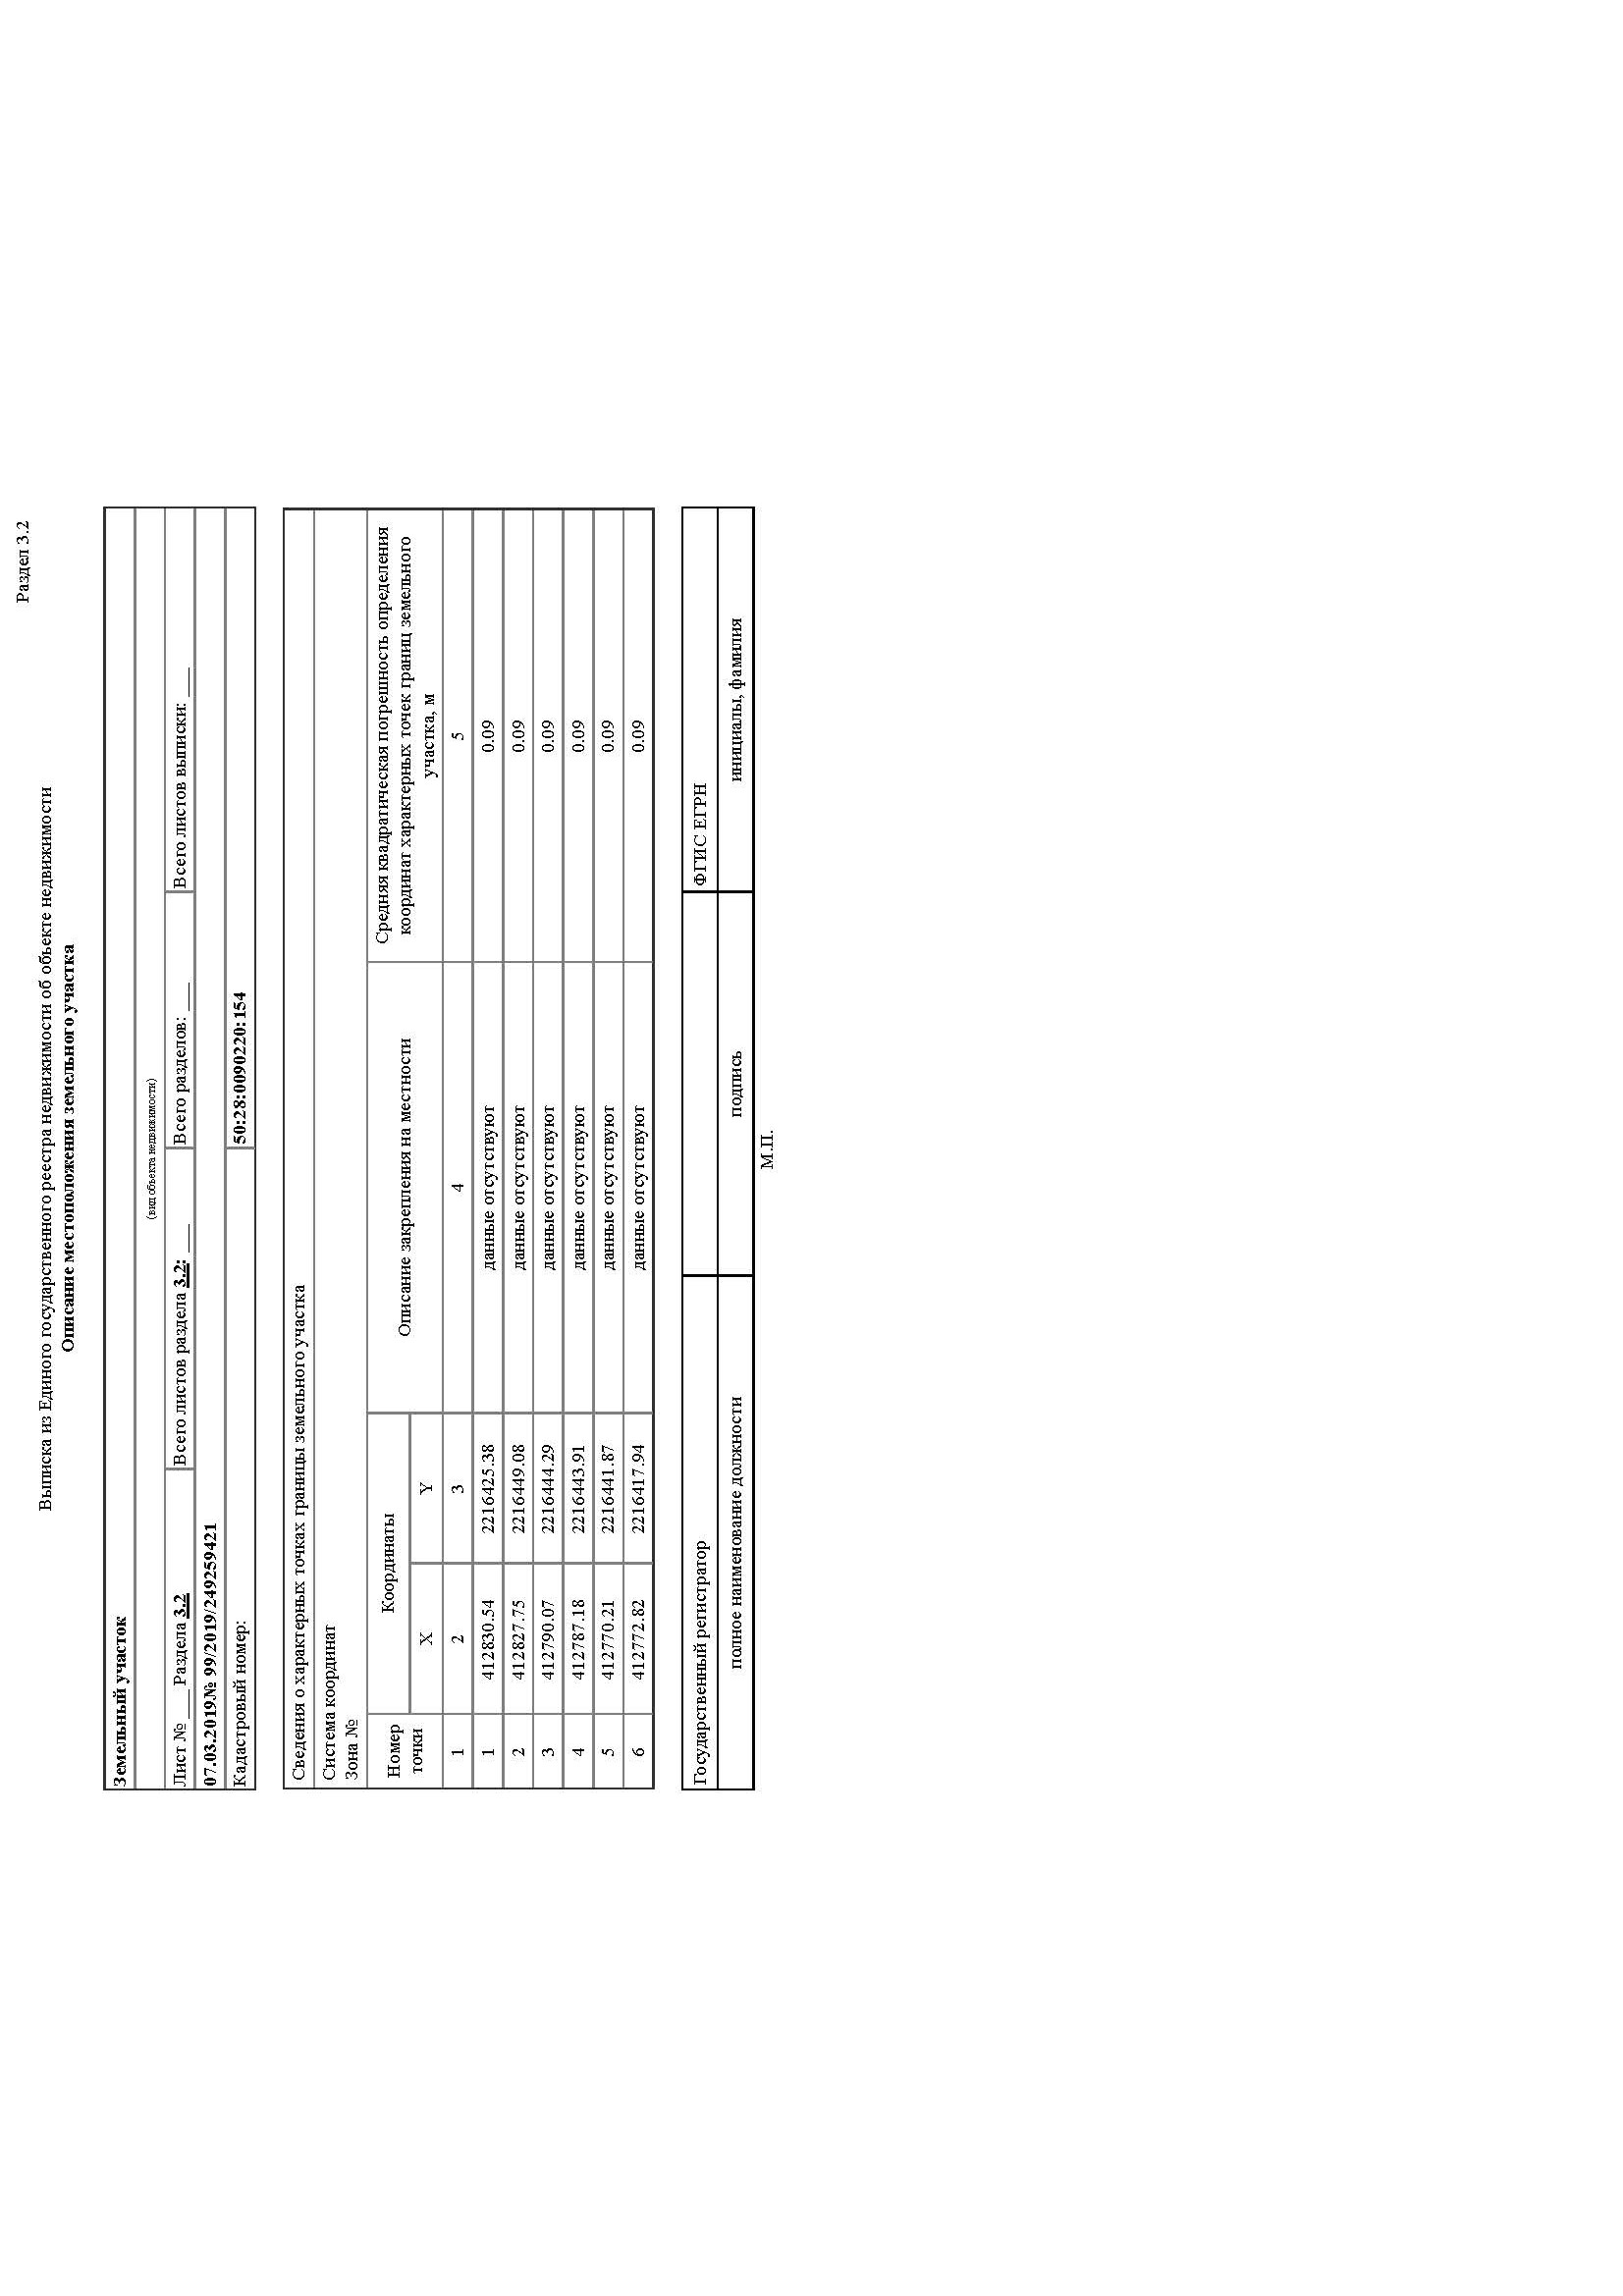 Раздел 3.2
Выписка из Единого государственного реестра недвижимости об объекте недвижимости
Описание местоположения земельного участка
Земельный участок
(вид объекта недвижимости)
Лист № ___ Раздела 3.2 Всего листов раздела 3.2: ___ Всего разделов: ___ Всего листов выписки: ___
07.03.2019№ 99/2019/249259421
Кадастровый номер: 50:28:0090220:154
Сведения о характерных точках границы земельного участка
Система координат
Зона №
Номер точки Координаты Описание закрепления на местности Средняя квадратическая погрешность определения координат характерных точек границ земельного участка, м
X Y
1 2 3 4 5
1 412830.54 2216425.38 данные отсутствуют 0.09
2 412827.75 2216449.08 данные отсутствуют 0.09
3 412790.07 2216444.29 данные отсутствуют 0.09
4 412787.18 2216443.91 данные отсутствуют 0.09
5 412770.21 2216441.87 данные отсутствуют 0.09
6 412772.82 2216417.94 данные отсутствуют 0.09
Государственный регистратор ФГИС ЕГРН
полное наименование должности подпись инициалы, фамилия
М.П.